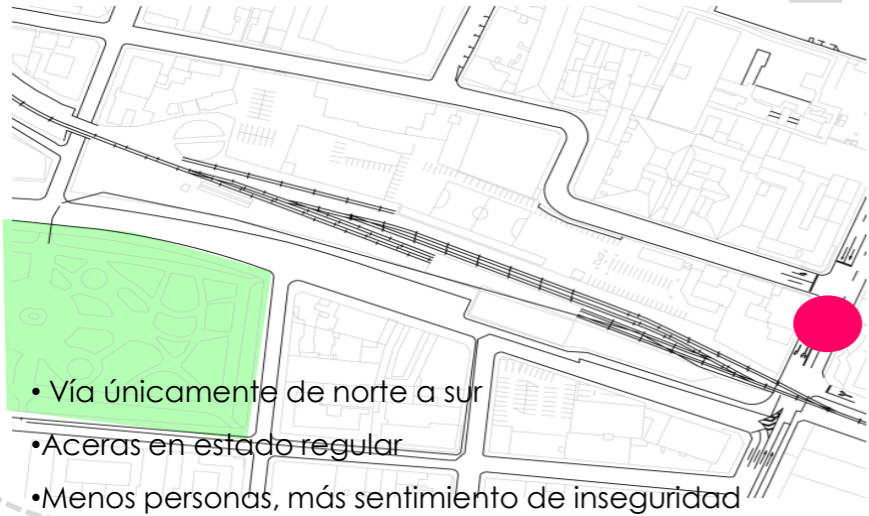 • Vía únicamente de norte a sur
•Aceras en estado regular
•Menos personas, más sentimiento de inseguridad